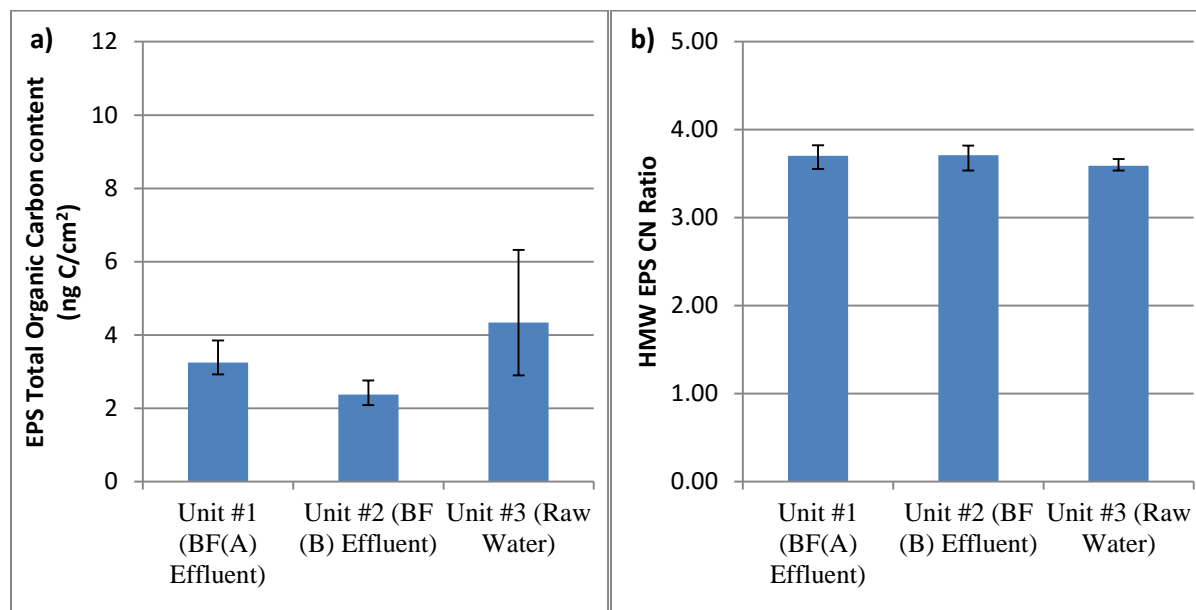 a)
EPS Total Organic Carbon content
(ng C/cm²)
12
10
8
6
4
2
0
Unit #1
(BF(A)
Effluent)
Unit #2 (BF
(B) Effluent)
Unit #3 (Raw
Water)
b)
HMW EPS CN Ratio
5.00
4.00
3.00
2.00
1.00
0.00
Unit #1
(BF(A)
Effluent)
Unit #2 (BF
(B) Effluent)
Unit #3 (Raw
Water)